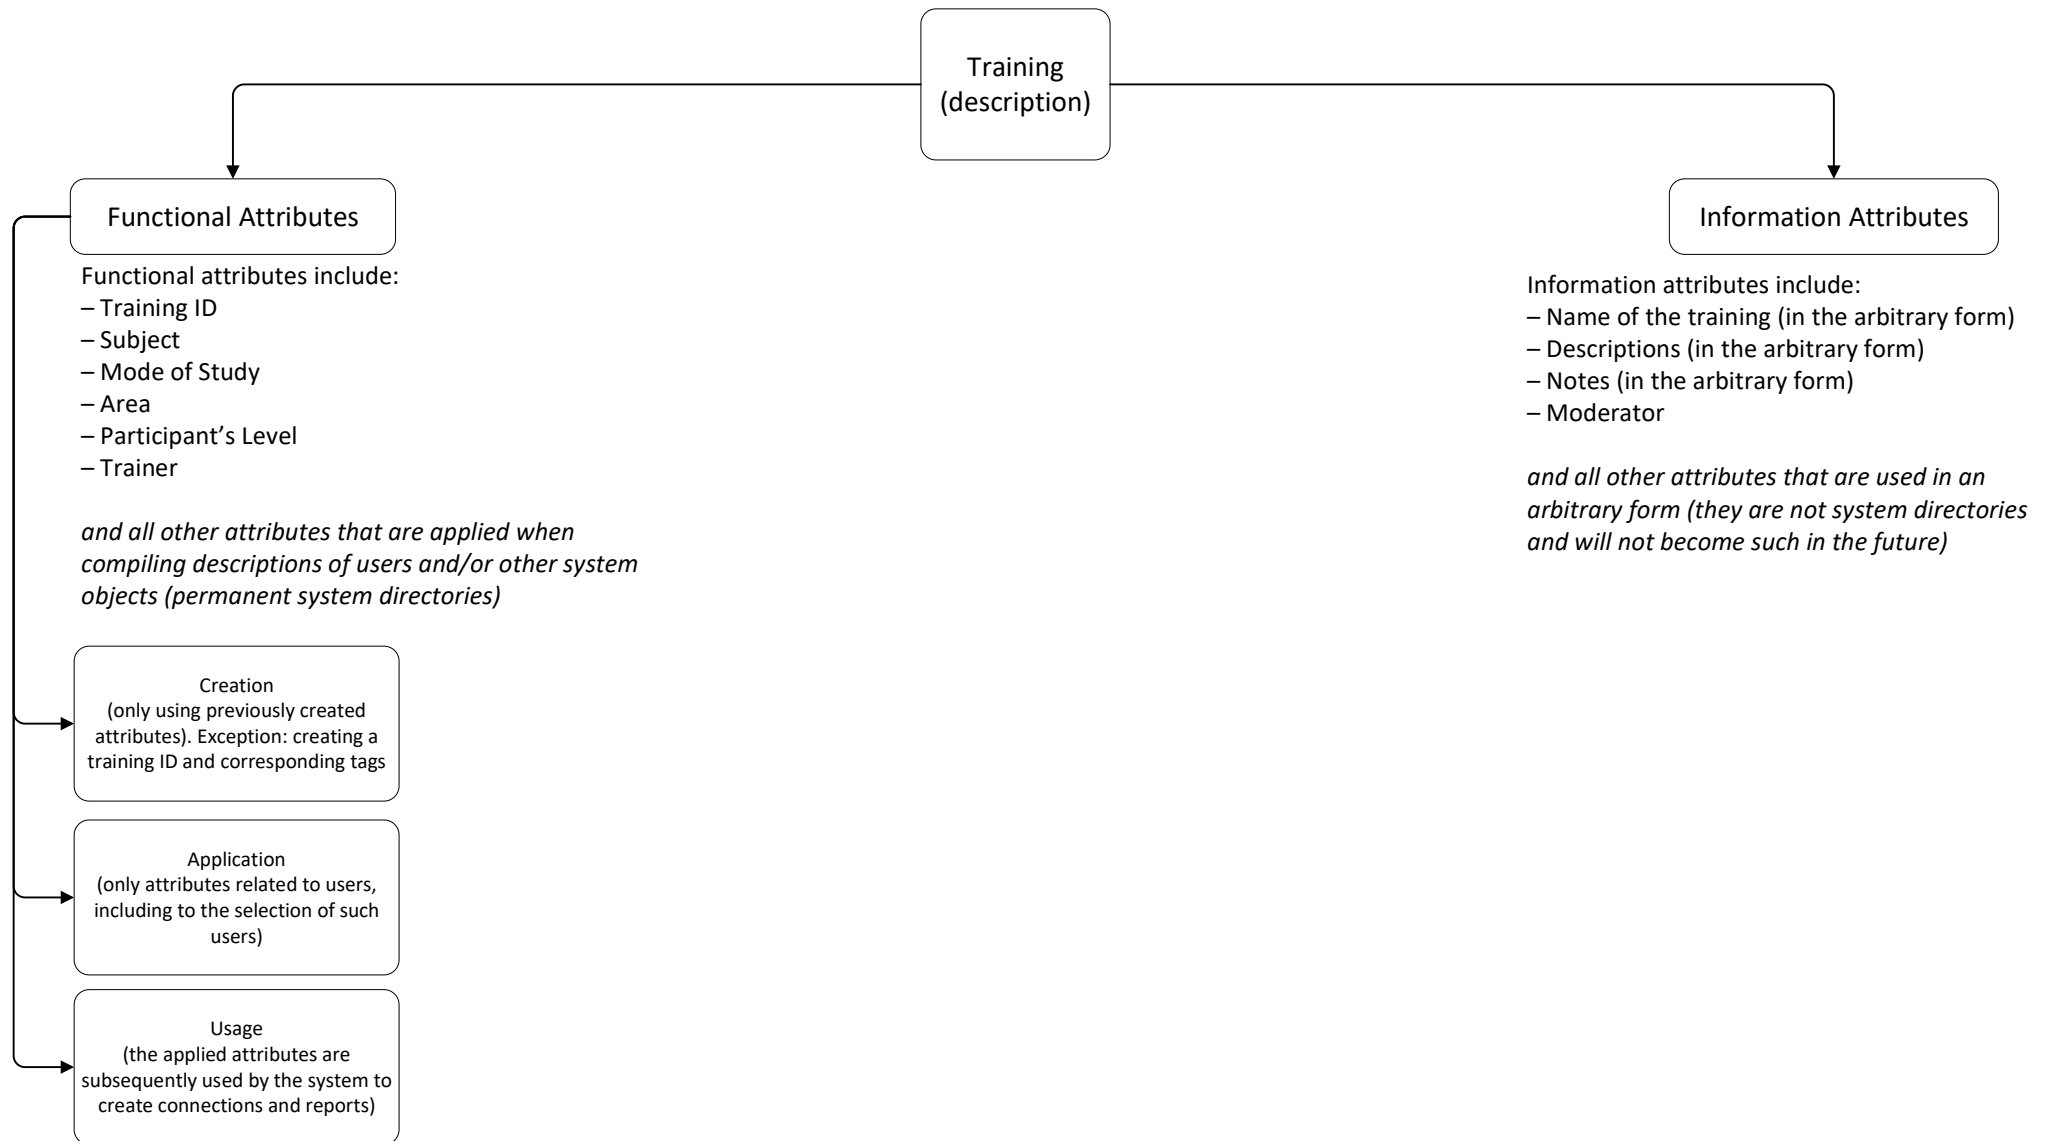 Training
(description)
Functional Attributes
Information Attributes
Functional attributes include:
– Training ID
– Subject
– Mode of Study
– Area
– Participant’s Level
– Trainer
and all other attributes that are applied when
compiling descriptions of users and/or other system
objects (permanent system directories)
Information attributes include:
– Name of the training (in the arbitrary form)
– Descriptions (in the arbitrary form)
– Notes (in the arbitrary form)
– Moderator
and all other attributes that are used in an
arbitrary form (they are not system directories
and will not become such in the future)
Creation
(only using previously created
attributes). Exception: creating a
training ID and corresponding tags
Application
(only attributes related to users,
including to the selection of such
users)
Usage
(the applied attributes are
subsequently used by the system to
create connections and reports)